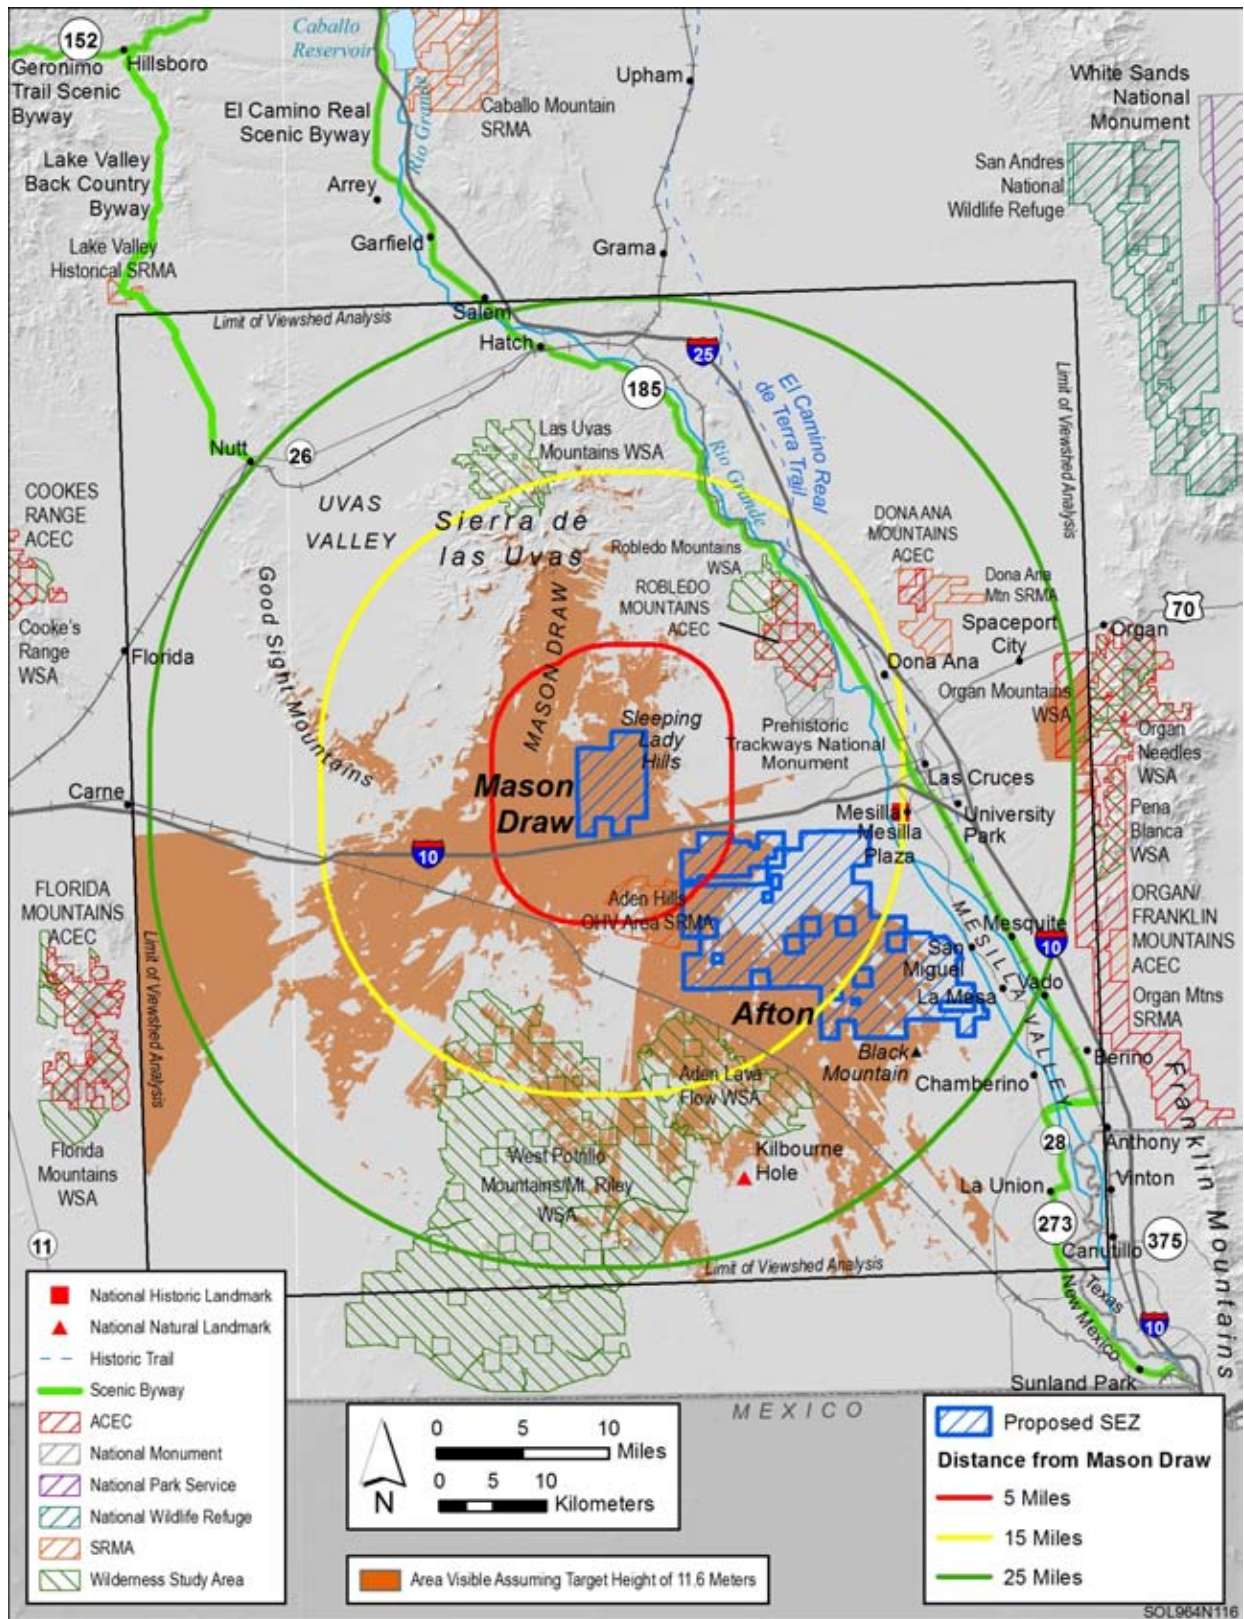 152
Geronimo
Trail Scenic
Byway
Hillsboro
Caballo
Reservoir
Upham
White Sands
National
Monument
El Camino Real
Scenic Byway
Rio Grande
Caballo Mountain
SRMA
San Andres
National
Wildlife Refuge
Lake Valley
Back Country
Byway
Arrey
Garfield
Grama
Lake Valley
Historical SRMA
Limit of Viewshed Analysis
Salem
Hatch
25
185
El Camino Real
de Terra Trail
Limit of Viewshed Analysis
Nutt
26
Las Uvas
Mountains WSA
Rio Grande
COOKES
RANGE
ACEC
UVAS
VALLEY
Sierra de
las Uvas
DONA ANA
MOUNTAINS
ACEC
Robledo Mountains
WSA
ROBLEDO
MOUNTAINS
ACEC
Dona Ana
Mtn SRMA
Spaceport
City
70
Organ
Cooke's
Range
WSA
Florida
Good Sight Mountains
MASON DRAW
Dona Ana
Organ Mountains
WSA
Sleeping
Lady
Hills
Prehistoric
Trackways National
Monument
Organ
Needles
WSA
Carne
Mason
Draw
Las Cruces
Mesilla
Mesilla
Plaza
University
Park
Pena
Blanca
WSA
10
FLORIDA
MOUNTAINS
ACEC
Aden Hills
OHV Area SRMA
ORGAN/
FRANKLIN
MOUNTAINS
ACEC
Mesquite
10
San
Miguel
MESILLA VALLEY
La Mesa
Vado
Organ Mtns
SRMA
Limit of Viewshed Analysis
Afton
Black
Mountain
Berino
Aden Lava
Flow WSA
Chamberino
Franklin Mountains
Florida
Mountains
WSA
West Potrillo
Mountains/Mt. Riley
WSA
Kilbourne
Hole
28
Anthony
La Union
Vinton
11
273
375
Canutillo
Limit of Viewshed Analysis
Texas
New Mexico
10
Sunland Park
MEXICO
National Historic Landmark
National Natural Landmark
Historic Trail
Scenic Byway
ACEC
National Monument
National Park Service
National Wildlife Refuge
SRMA
Wilderness Study Area
0 5 10
Miles
0 5 10
Kilometers
N
Area Visible Assuming Target Height of 11.6 Meters
Proposed SEZ
Distance from Mason Draw
5 Miles
15 Miles
25 Miles
SOL964N116